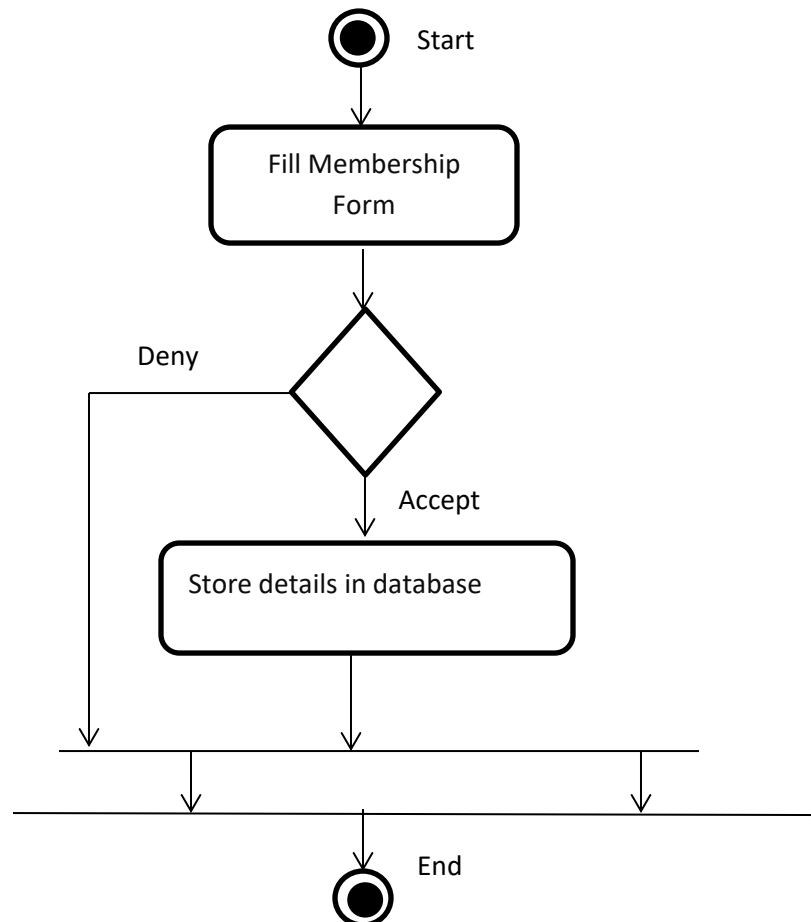 Start
Fill Membership
Form
Deny
Accept
Store details in database
End